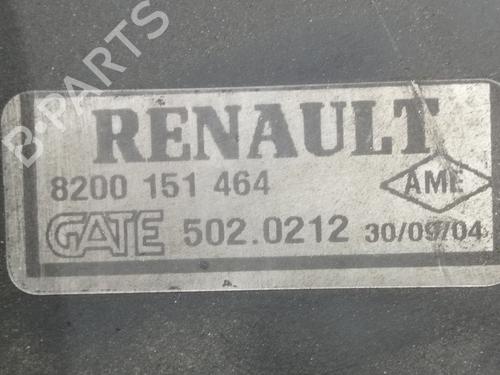 B-PARTS
RENAULT
8200 151 464
AME
GATE 502.0212 30/09/04